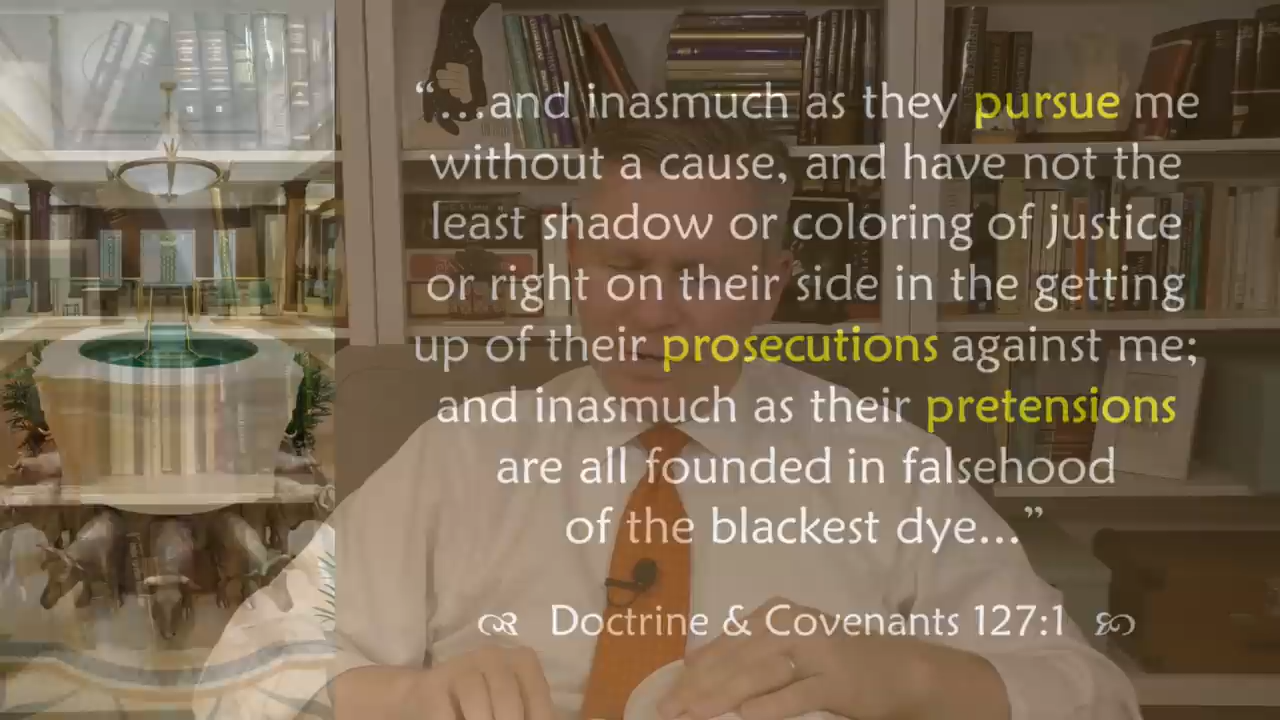 “…and inasmuch as they pursue me
without a cause, and have not the
least shadow or coloring of justice
or right on their side in the getting
up of their prosecutions against me;
and inasmuch as their pretensions
are all founded in falsehood
of the blackest dye…”
Doctrine & Covenants 127:1